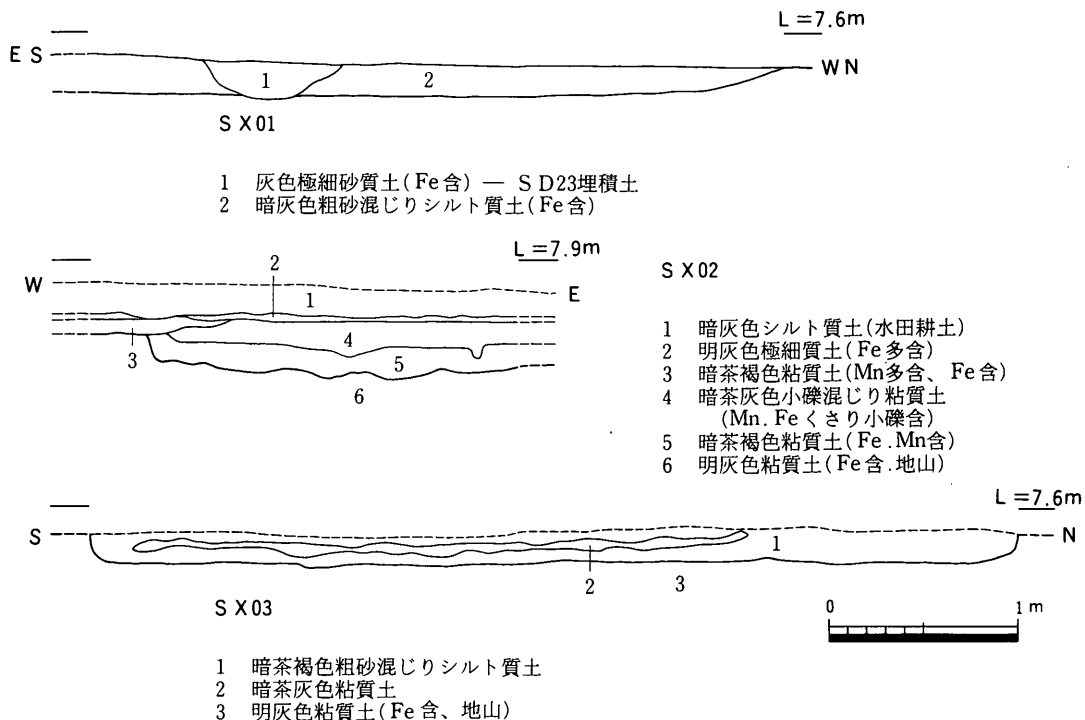 L=7.6m
E S
W N
1
2
S X 01
1 灰色極細砂質土(Fe含) — S D23埋積土
2 暗灰色粗砂混じりシルト質土(Fe含)
L=7.9m
W
E
2
1
3
4
5
6
S X 02
1 暗灰色シルト質土(水田耕土)
2 明灰色極細質土(Fe多含)
3 暗茶褐色粘質土(Mn多含、Fe含)
4 暗茶灰色小礫混じり粘質土
(Mn.Feくさり小礫含)
5 暗茶褐色粘質土(Fe.Mn含)
6 明灰色粘質土(Fe含.地山)
L=7.6m
S
N
1
2
3
S X 03
0 1 m
1 暗茶褐色粗砂混じりシルト質土
2 暗茶灰色粘質土
3 明灰色粘質土(Fe含、地山)